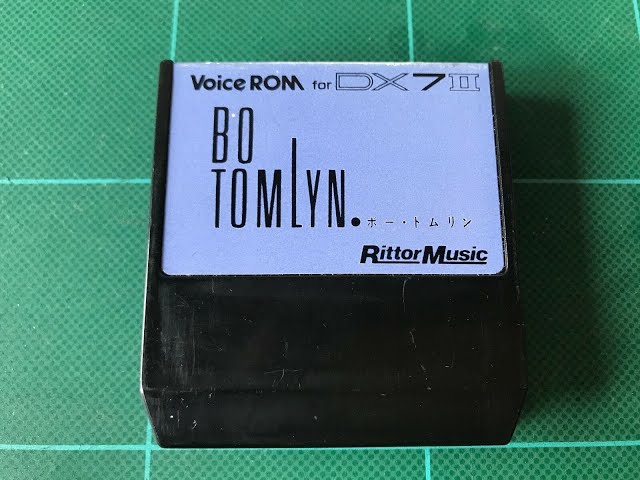 Voice ROM for DX7II
BO
TOMLYN. ボー・トムリン
RittorMusic